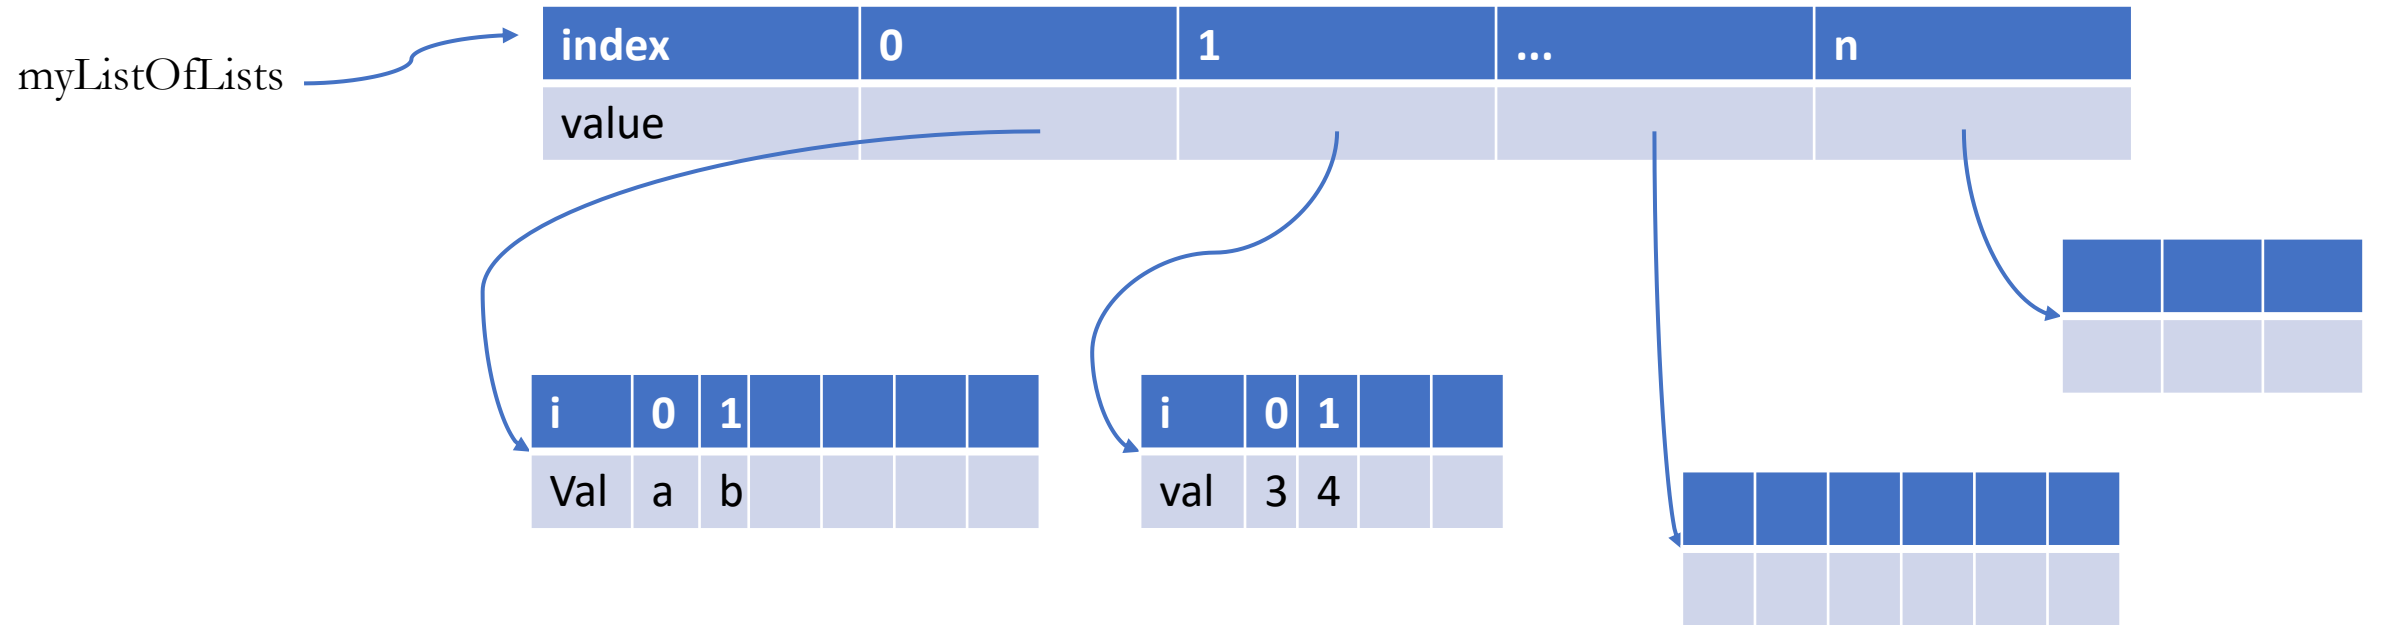 index 0 1 ... n
myListOfLists
value
i 0 1
Val a b
i 0 1
val 3 4